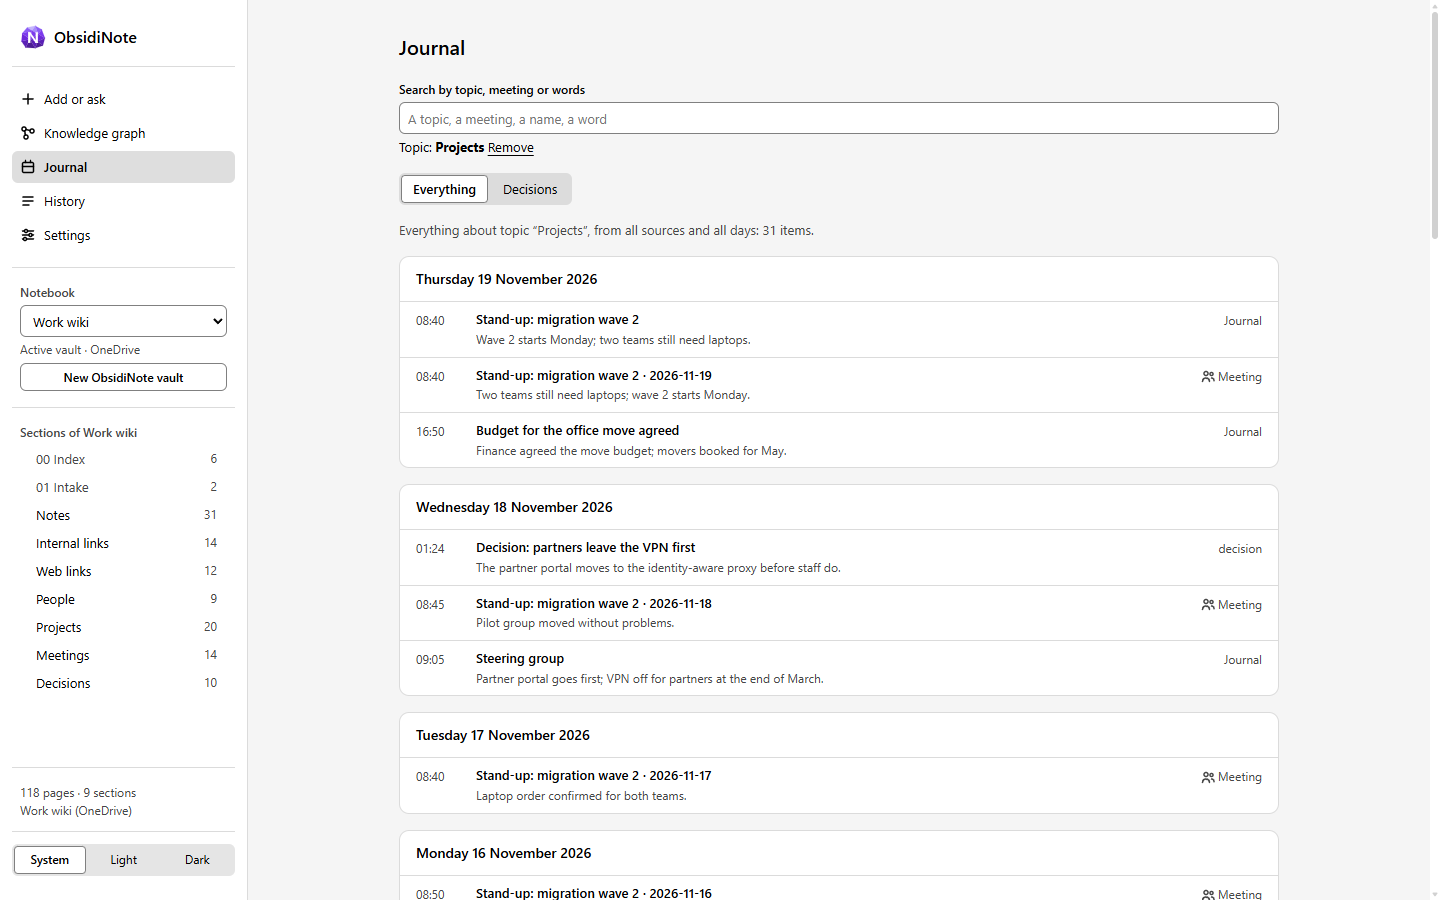 ObsidiNote
Add or ask
Knowledge graph
Journal
History
Settings
Notebook
Work wiki
Active vault · OneDrive
New ObsidiNote vault
Sections of Work wiki
00 Index 6
01 Intake 2
Notes 31
Internal links 14
Web links 12
People 9
Projects 20
Meetings 14
Decisions 10
118 pages · 9 sections
Work wiki (OneDrive)
System Light Dark
Journal
Search by topic, meeting or words
A topic, a meeting, a name, a word
Topic: Projects Remove
Everything Decisions
Everything about topic “Projects”, from all sources and all days: 31 items.
Thursday 19 November 2026
08:40 Stand-up: migration wave 2 Journal
Wave 2 starts Monday; two teams still need laptops.
08:40 Stand-up: migration wave 2 · 2026-11-19 Meeting
Two teams still need laptops; wave 2 starts Monday.
16:50 Budget for the office move agreed Journal
Finance agreed the move budget; movers booked for May.
Wednesday 18 November 2026
01:24 Decision: partners leave the VPN first decision
The partner portal moves to the identity-aware proxy before staff do.
08:45 Stand-up: migration wave 2 · 2026-11-18 Meeting
Pilot group moved without problems.
09:05 Steering group Journal
Partner portal goes first; VPN off for partners at the end of March.
Tuesday 17 November 2026
08:40 Stand-up: migration wave 2 · 2026-11-17 Meeting
Laptop order confirmed for both teams.
Monday 16 November 2026
08:50 Stand-up: migration wave 2 · 2026-11-16 Meeting